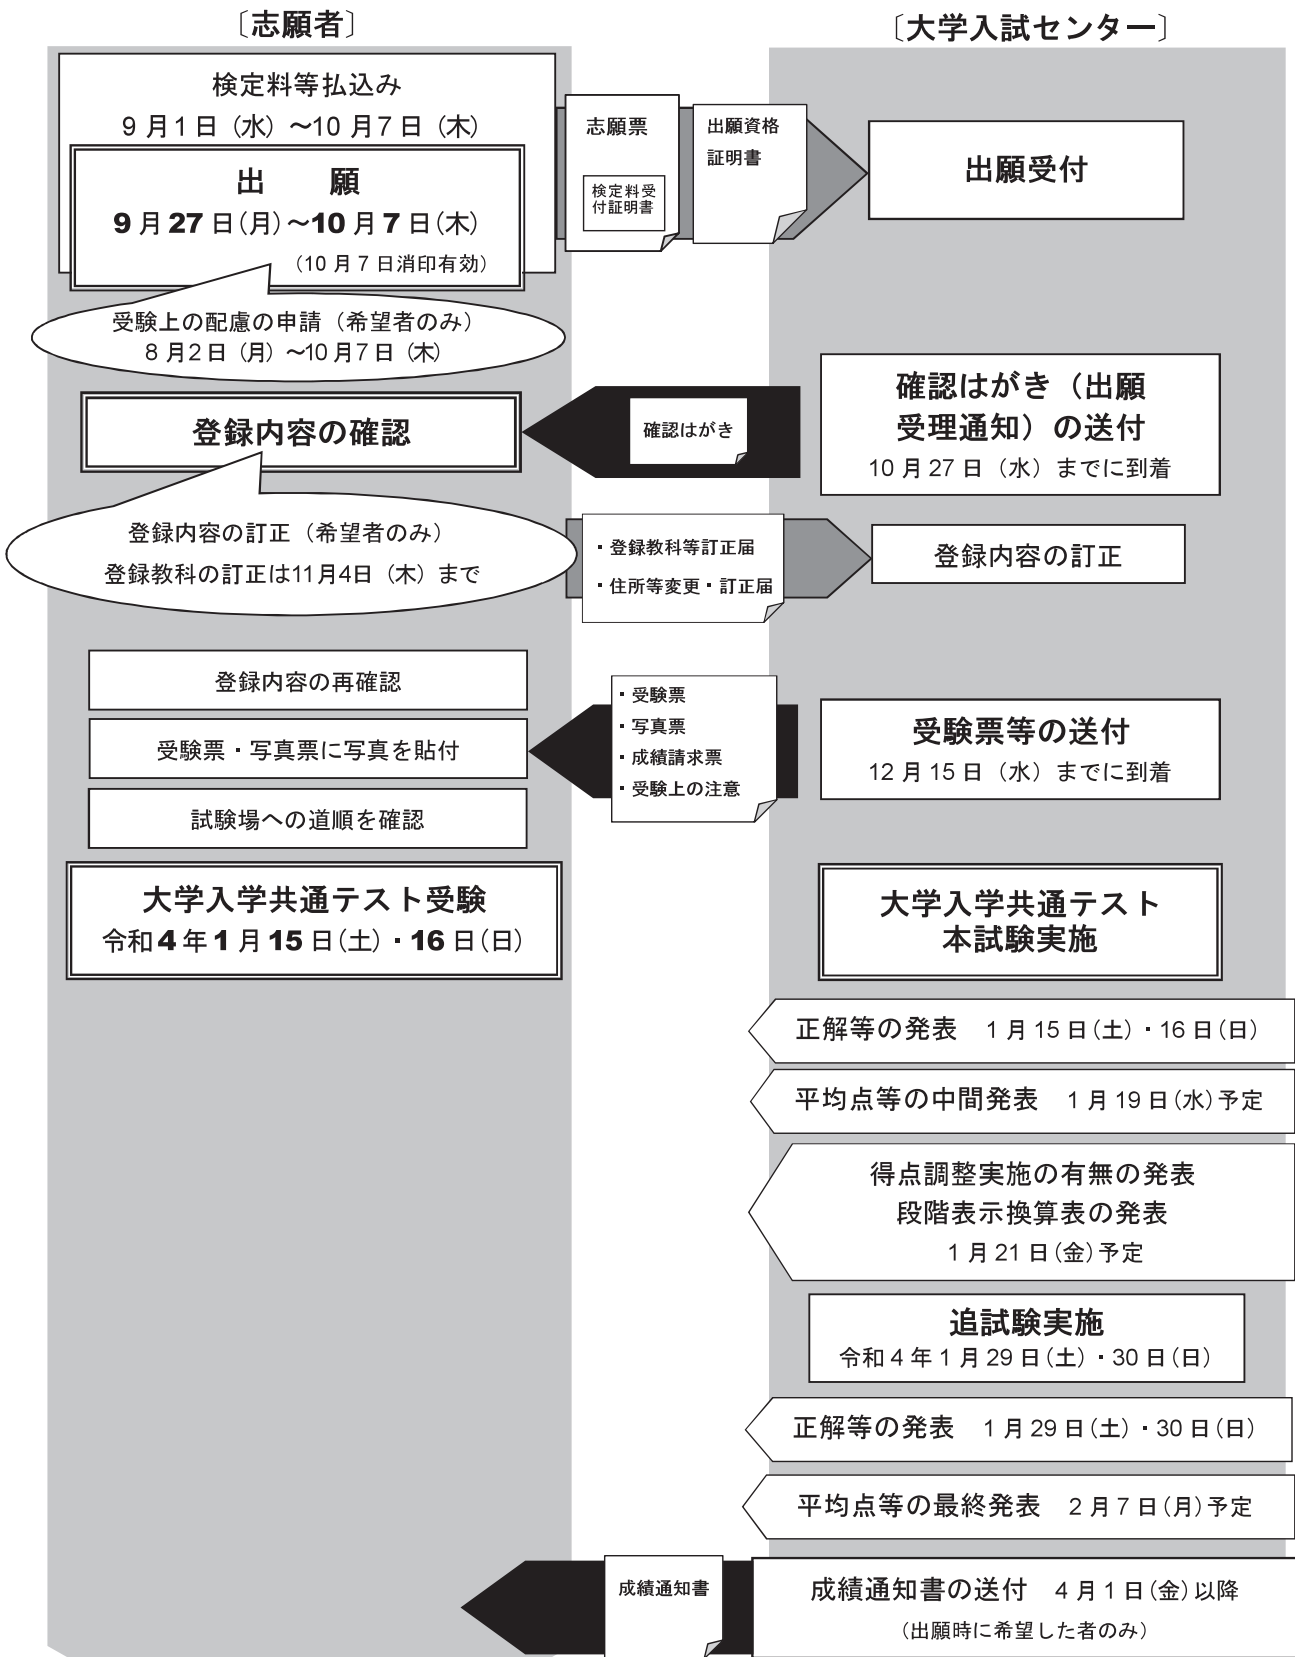 〔志願者〕
〔大学入試センター〕
検定料等払込み
9月1日（水）～10月7日（木）
出　願
9月27日(月)～10月7日(木)
（10月7日消印有効）
志願票
検定料受
付証明書
出願資格
証明書
出願受付
受験上の配慮の申請（希望者のみ）
8月2日（月）～10月7日（木）
登録内容の確認
確認はがき
確認はがき（出願
受理通知）の送付
10月27日（水）までに到着
登録内容の訂正（希望者のみ）
登録教科の訂正は11月4日（木）まで
・登録教科等訂正届
・住所等変更・訂正届
登録内容の訂正
登録内容の再確認
受験票・写真票に写真を貼付
試験場への道順を確認
・受験票
・写真票
・成績請求票
・受験上の注意
受験票等の送付
12月15日（水）までに到着
大学入学共通テスト受験
令和4年1月15日(土)・16日(日)
大学入学共通テスト
本試験実施
正解等の発表　1月15日(土)・16日(日)
平均点等の中間発表　1月19日(水)予定
得点調整実施の有無の発表
段階表示換算表の発表
1月21日(金)予定
追試験実施
令和4年1月29日(土)・30日(日)
正解等の発表　1月29日(土)・30日(日)
平均点等の最終発表　2月7日(月)予定
成績通知書
成績通知書の送付　4月1日(金)以降
（出願時に希望した者のみ）